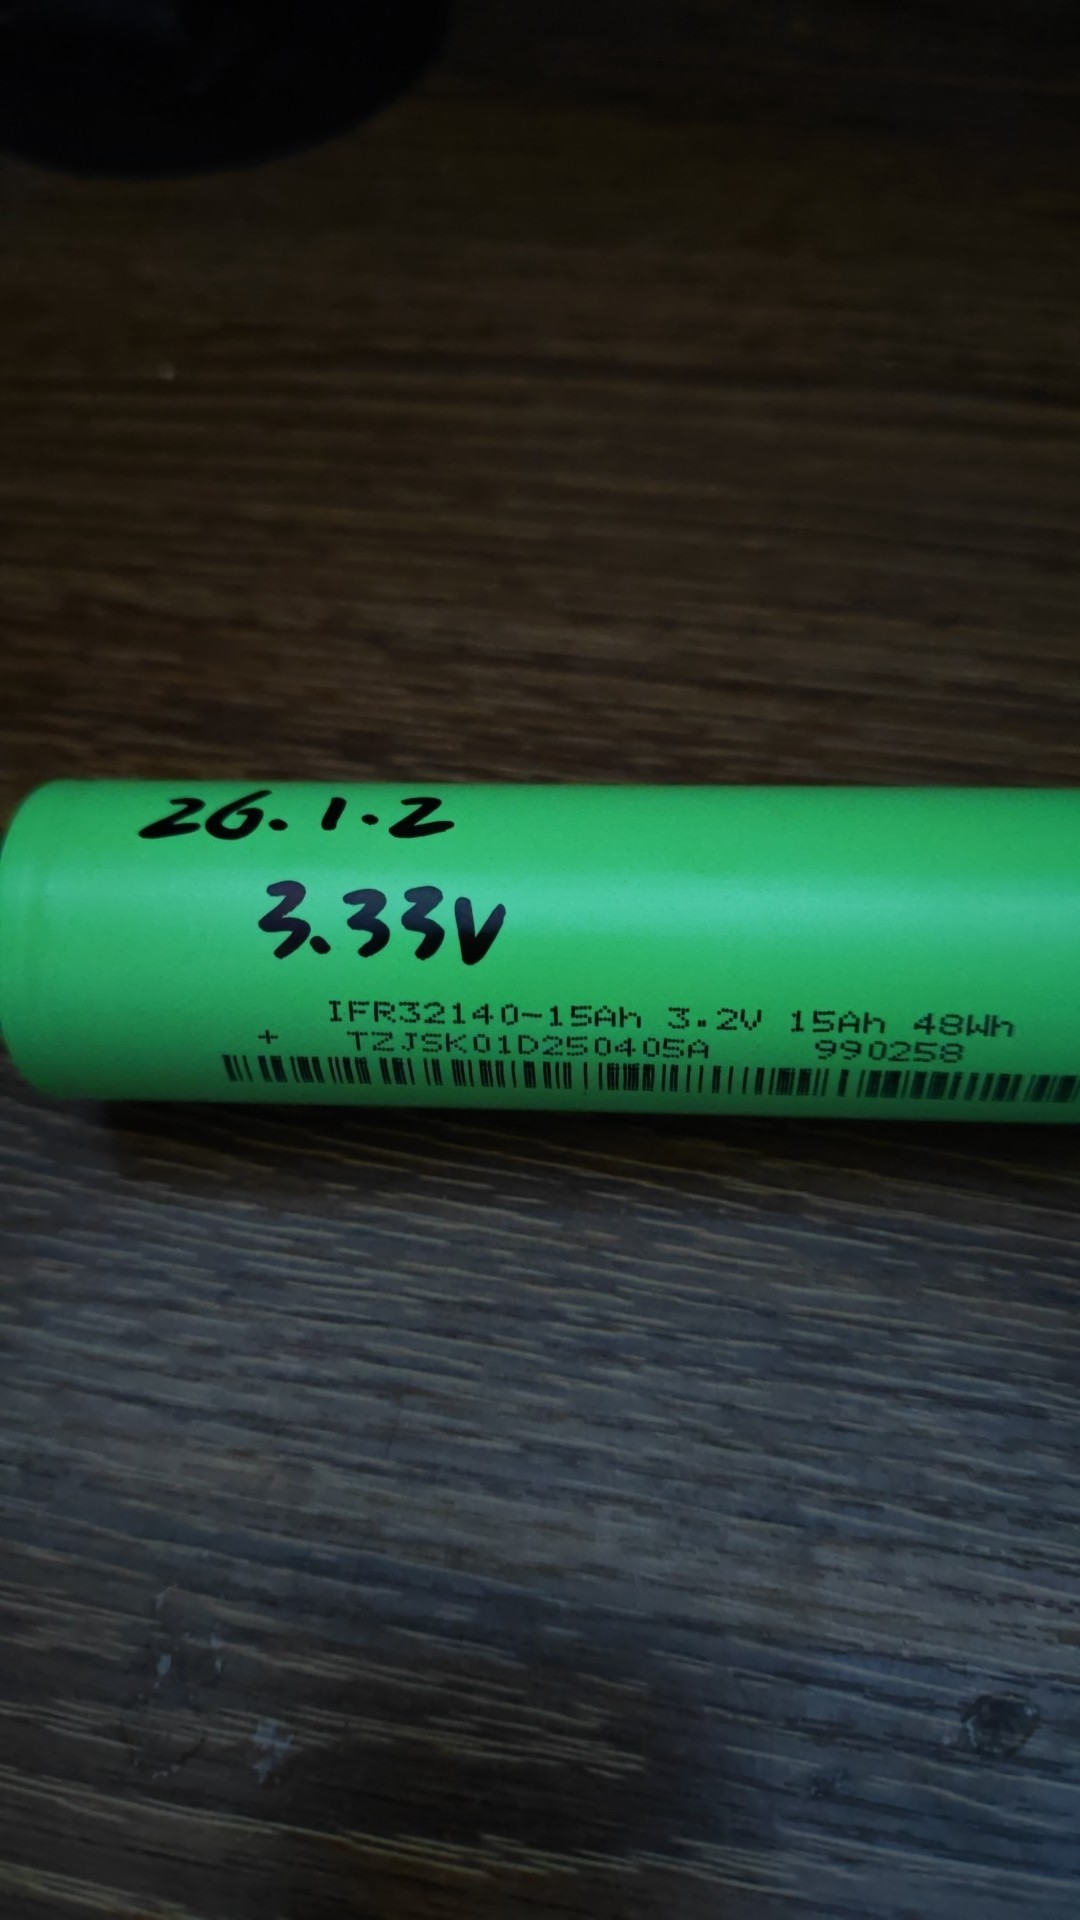 26.1.2
3.33V
IFR32140-15Ah 3.2V 15Ah 48Wh
+ TZJSK01D250405A 990258